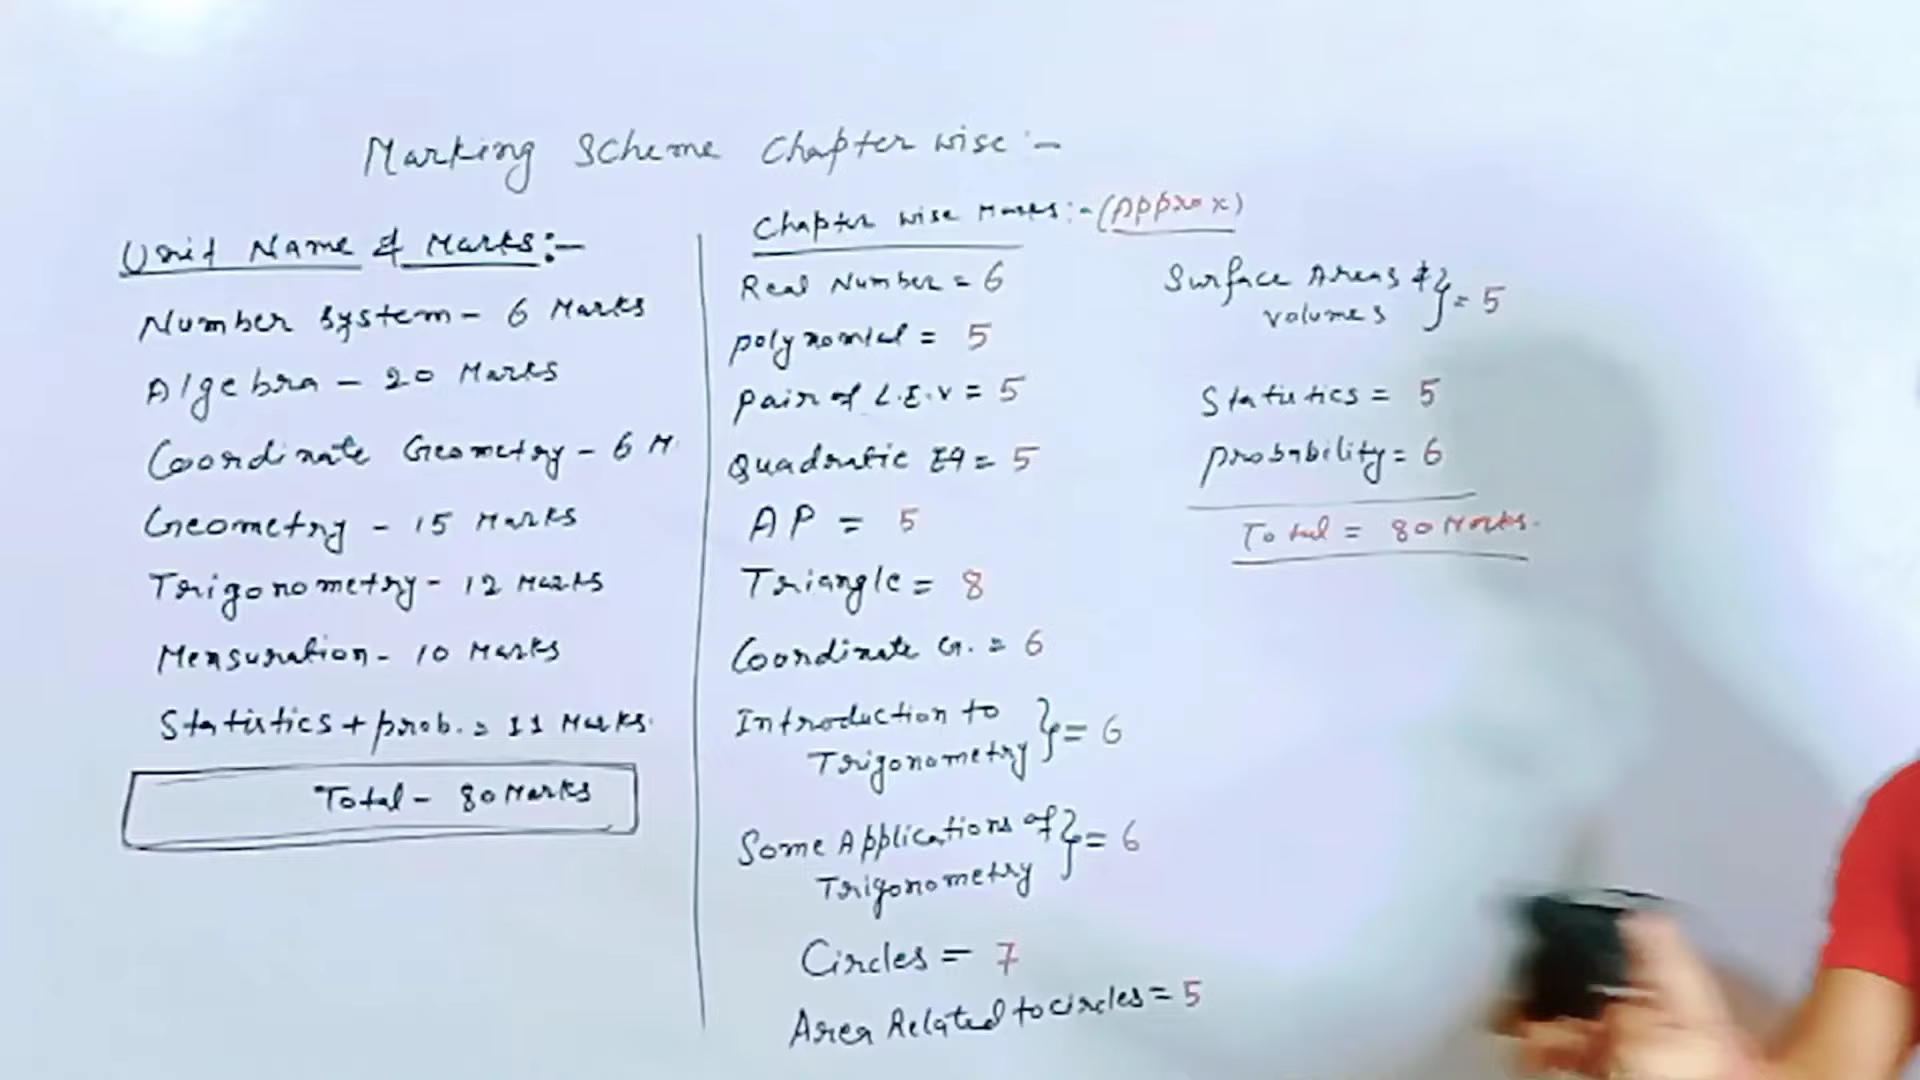 Marking Scheme Chapter wise :-
Unit Name & Marks:-
Number system - 6 Marks
Algebra - 20 Marks
Coordinate Geometry - 6 M.
Geometry - 15 Marks
Trigonometry - 12 Marks
Mensuration - 10 Marks
Statistics + prob. = 11 Marks.
Total - 80 Marks
Chapter wise Marks :- (Approx)
Real Number = 6
polynomial = 5
pair of L.E.V = 5
Quadratic EQ = 5
AP = 5
Triangle = 8
Coordinate G. = 6
Introduction to
Trigonometry } = 6
Some Applications of
Trigonometry } = 6
Circles = 7
Area Related to circles = 5
Surface Areas &
volumes } = 5
Statistics = 5
probability = 6
Total = 80 Marks.